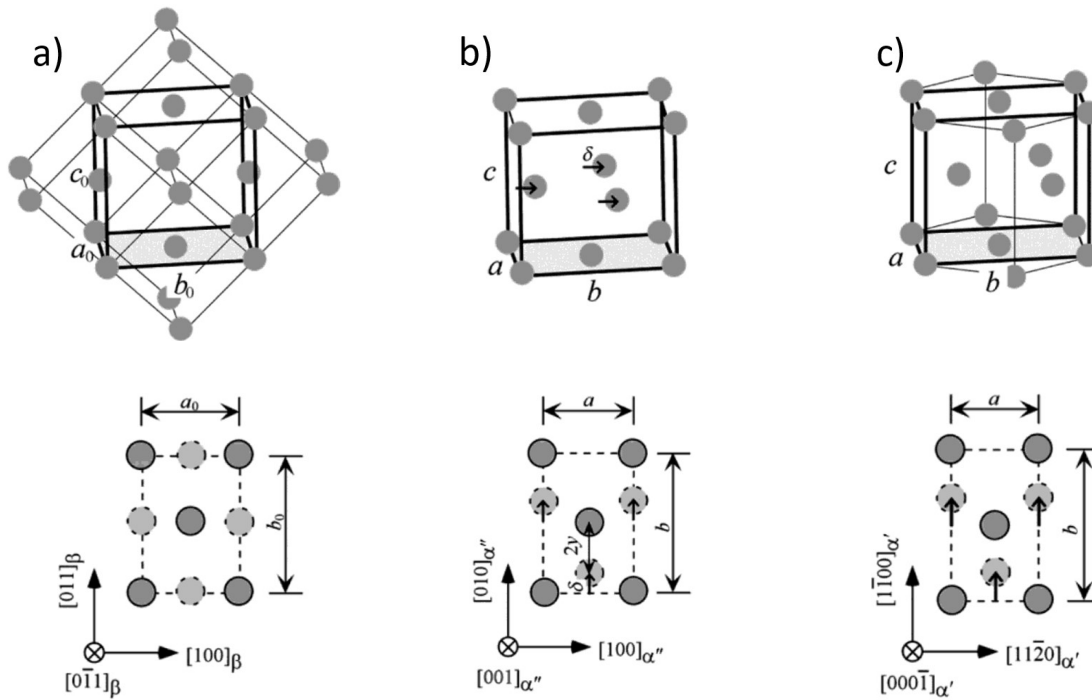 a)
b)
c)
c₀
a₀
b₀
δ
c
a
b
c
a
b
a₀
b₀
[011]β
[100]β
[01̄1]β
a
b
2y
δ
[010]α″
[100]α″
[001]α″
a
b
[11̄00]α′
[112̄0]α′
[0001̄]α′